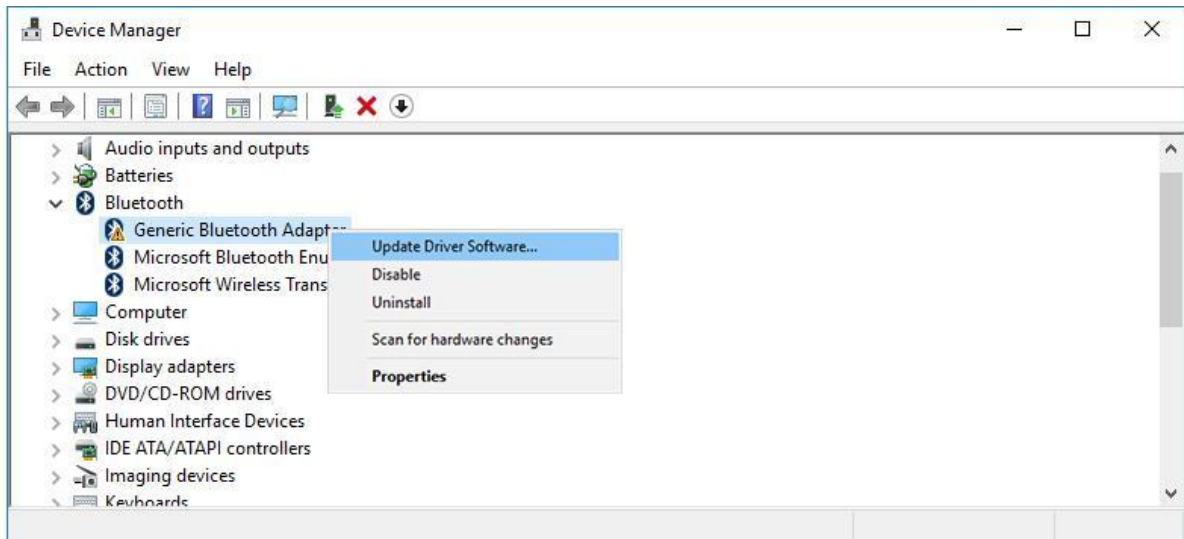 Device Manager
File Action View Help
Audio inputs and outputs
Batteries
Bluetooth
Generic Bluetooth Adapter
Microsoft Bluetooth Enu
Microsoft Wireless Trans
Update Driver Software...
Disable
Uninstall
Scan for hardware changes
Properties
Computer
Disk drives
Display adapters
DVD/CD-ROM drives
Human Interface Devices
IDE ATA/ATAPI controllers
Imaging devices
Keyboards